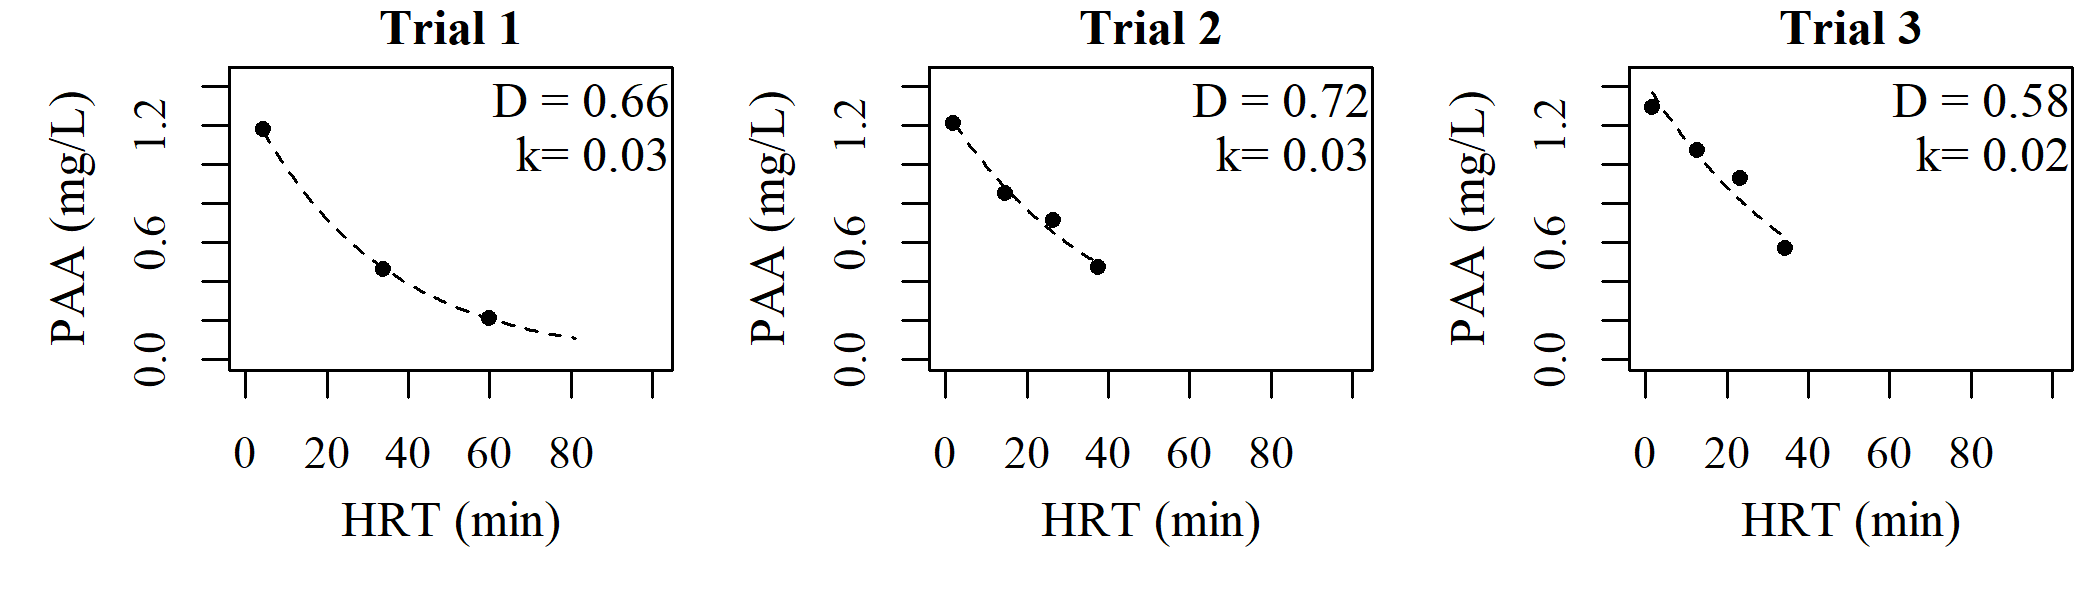 Trial 1
D = 0.66
k= 0.03
PAA (mg/L)
1.2
0.6
0.0
0 20 40 60 80
HRT (min)
Trial 2
D = 0.72
k= 0.03
PAA (mg/L)
1.2
0.6
0.0
0 20 40 60 80
HRT (min)
Trial 3
D = 0.58
k= 0.02
PAA (mg/L)
1.2
0.6
0.0
0 20 40 60 80
HRT (min)